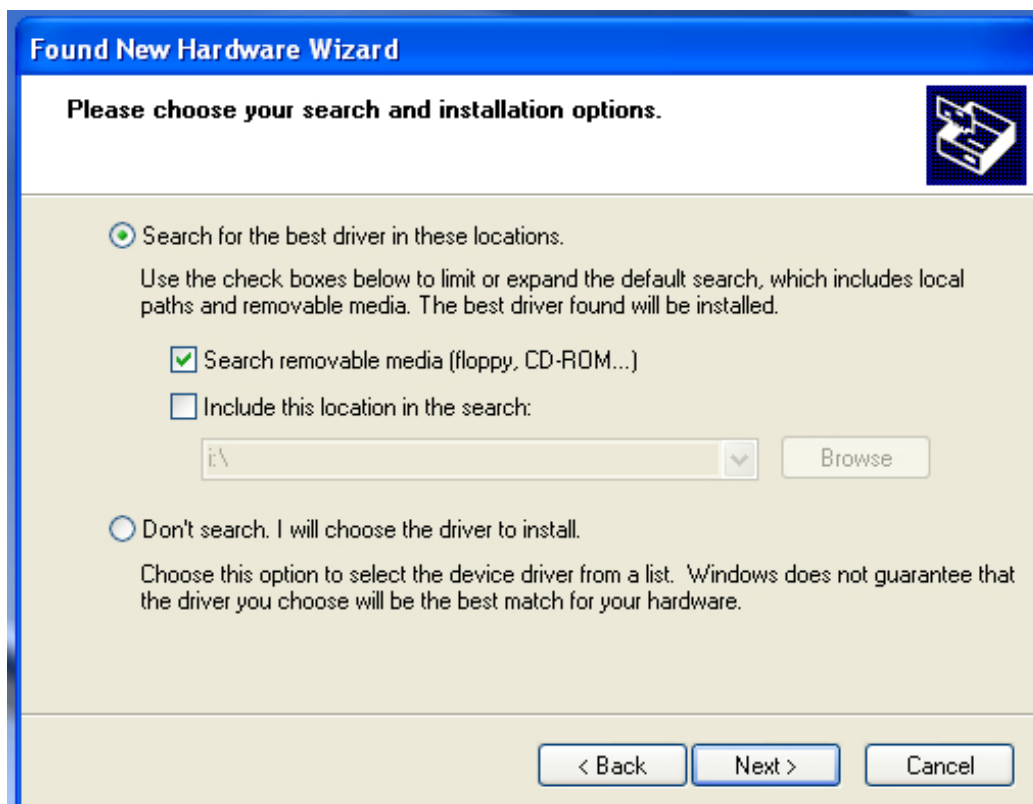 Found New Hardware Wizard
Please choose your search and installation options.
Search for the best driver in these locations.
Use the check boxes below to limit or expand the default search, which includes local
paths and removable media. The best driver found will be installed.
Search removable media (floppy, CD-ROM...)
Include this location in the search:
i:\
Browse
Don't search. I will choose the driver to install.
Choose this option to select the device driver from a list.  Windows does not guarantee that
the driver you choose will be the best match for your hardware.
< Back
Next >
Cancel